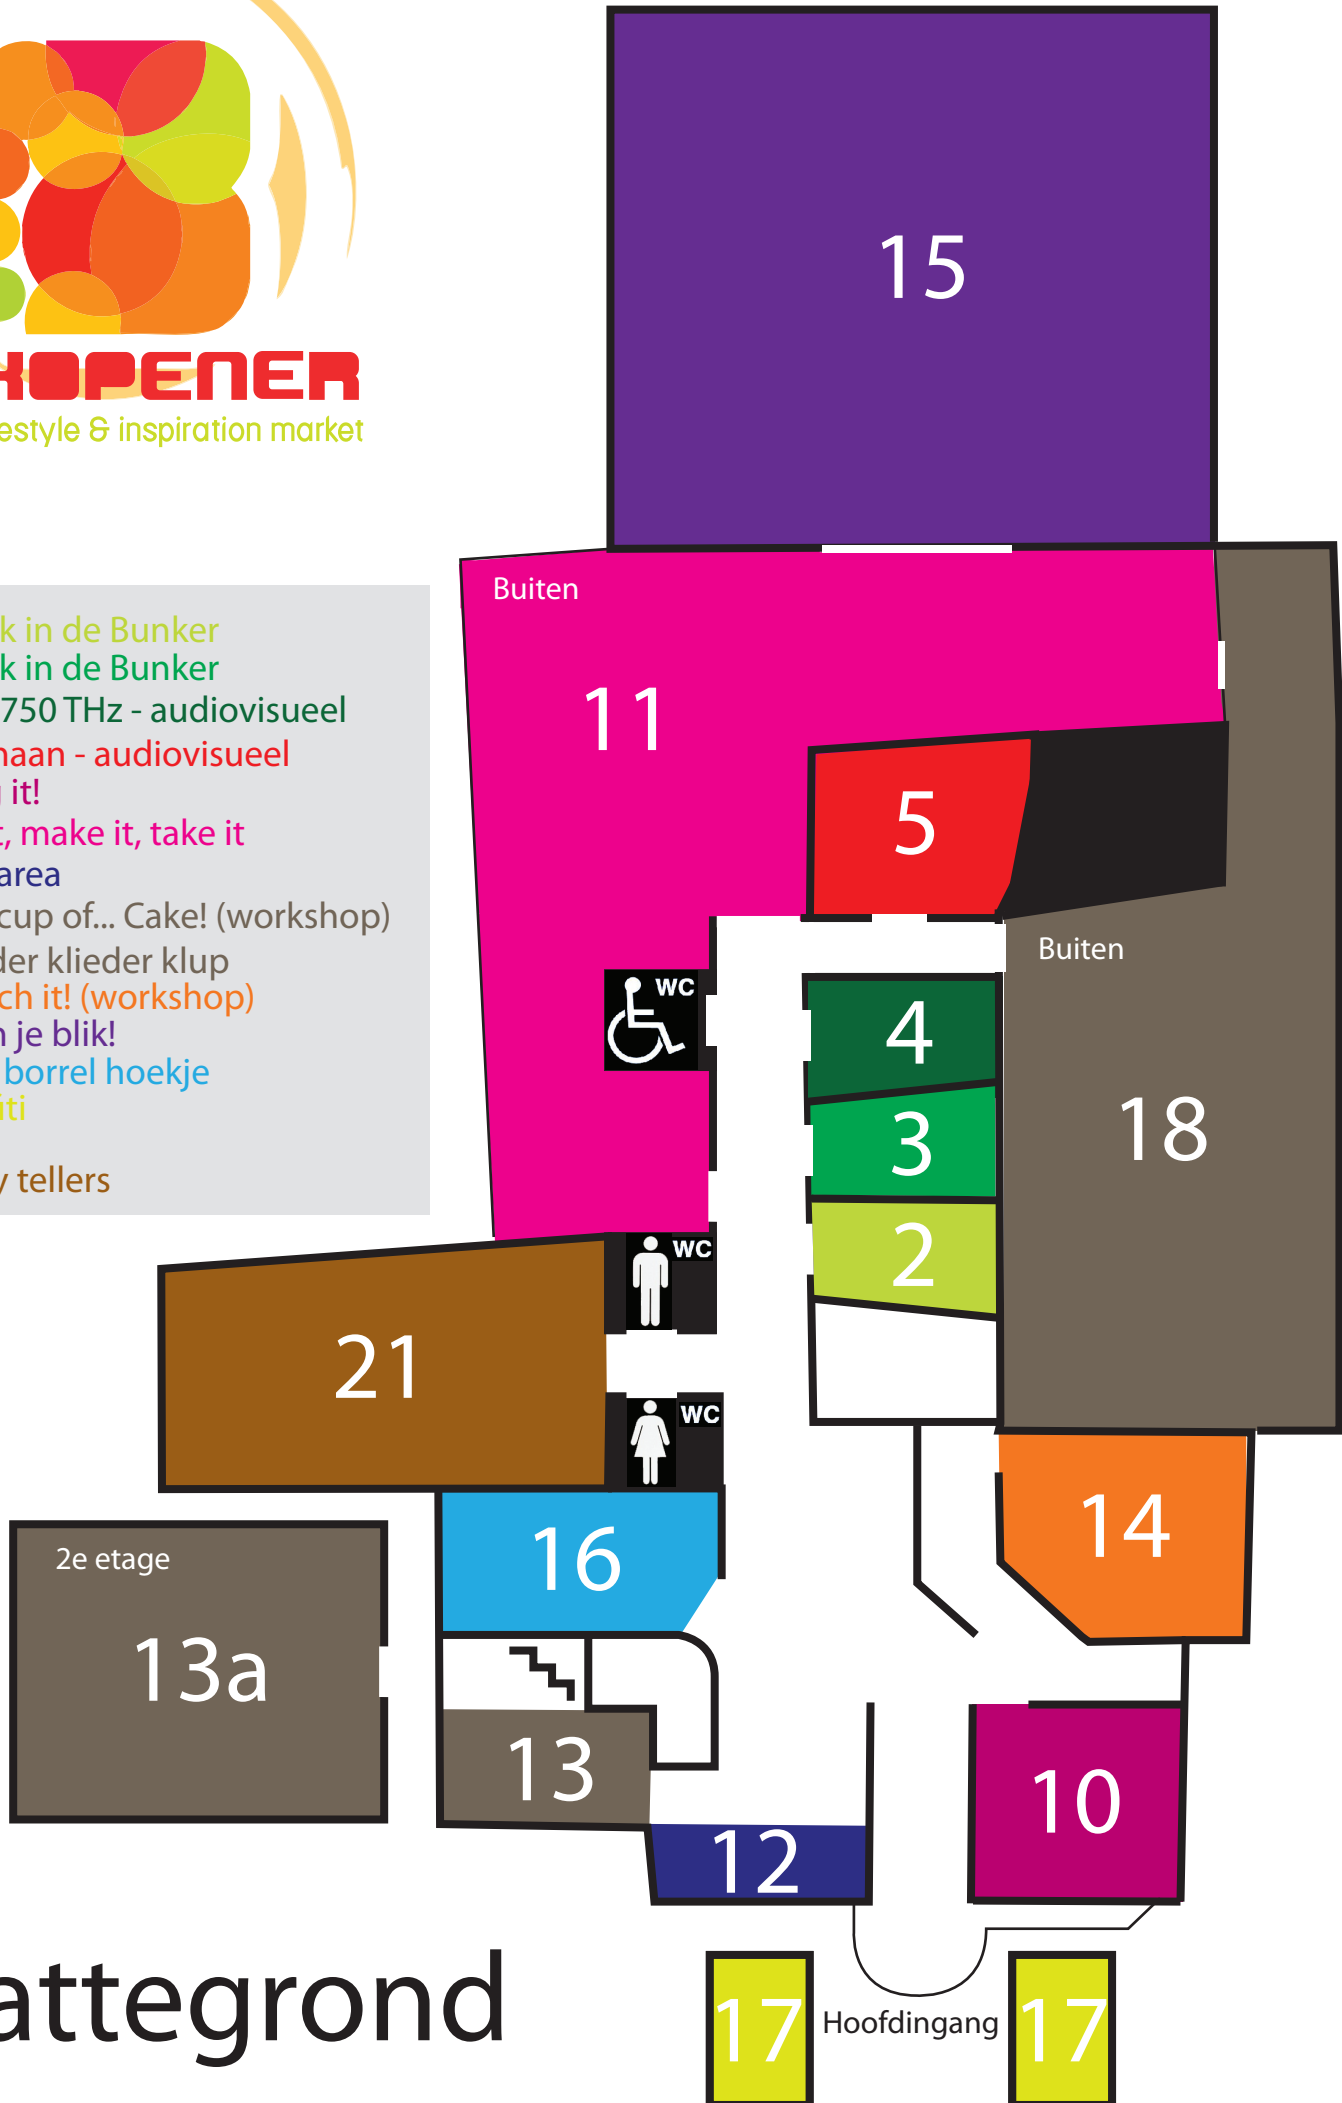 KOPENER
estyle & inspiration market
k in de Bunker
k in de Bunker
750 THz - audiovisueel
naan - audiovisueel
it!
t, make it, take it
area
cup of... Cake! (workshop)
der klieder klup
ch it! (workshop)
n je blik!
borrel hoekje
iti
y tellers
15
Buiten
11
5
Buiten
WC
4
3
18
2
WC
21
WC
14
16
2e etage
13a
13
10
12
attegrond
17
Hoofdingang
17